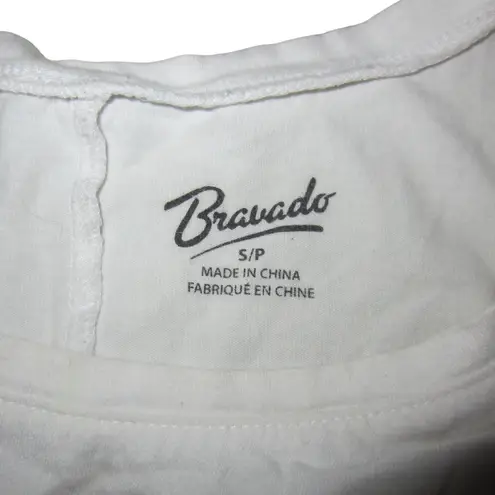 Bravado
S/P
MADE IN CHINA
FABRIQUÉ EN CHINE